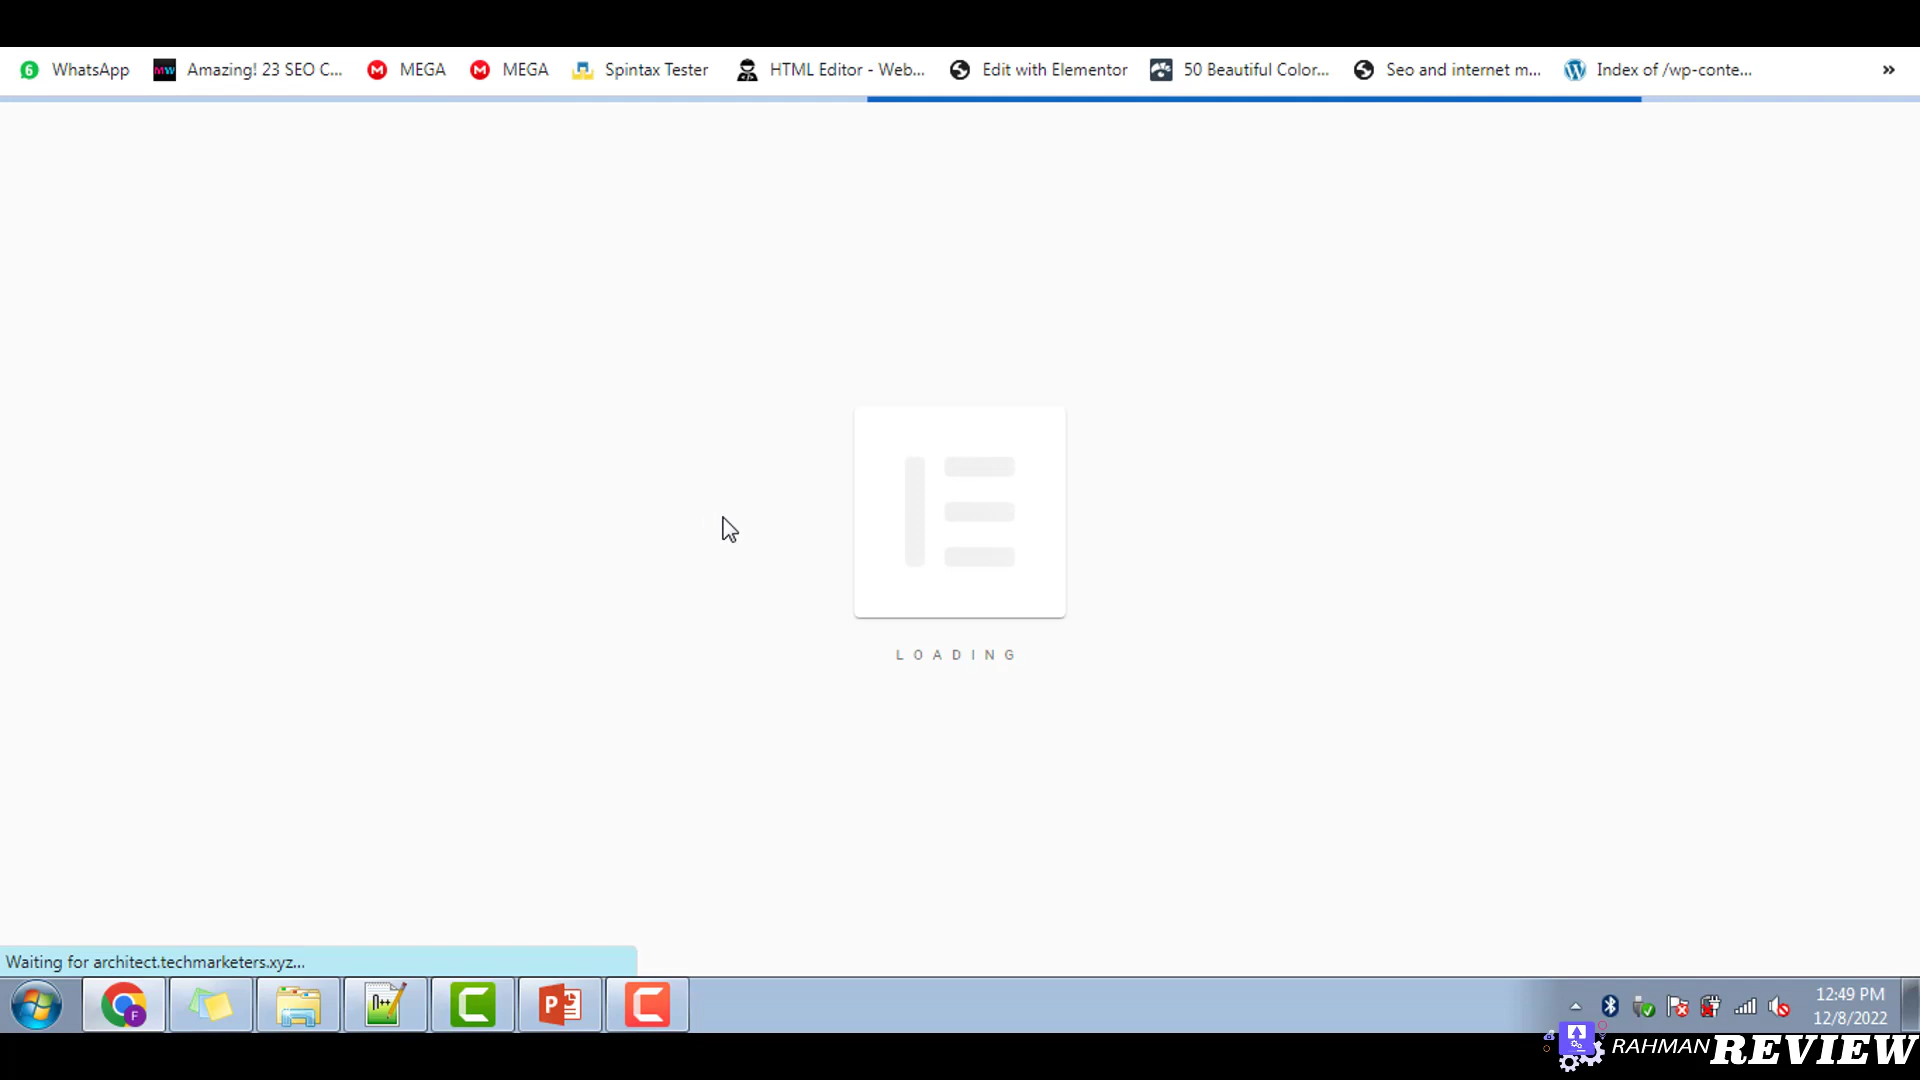 WhatsApp
Amazing! 23 SEO C...
MEGA
MEGA
Spintax Tester
HTML Editor - Web...
Edit with Elementor
50 Beautiful Color...
Seo and internet m...
Index of /wp-conte...
»
LOADING
Waiting for architect.techmarketers.xyz...
12:49 PM
12/8/2022
RAHMAN REVIEW